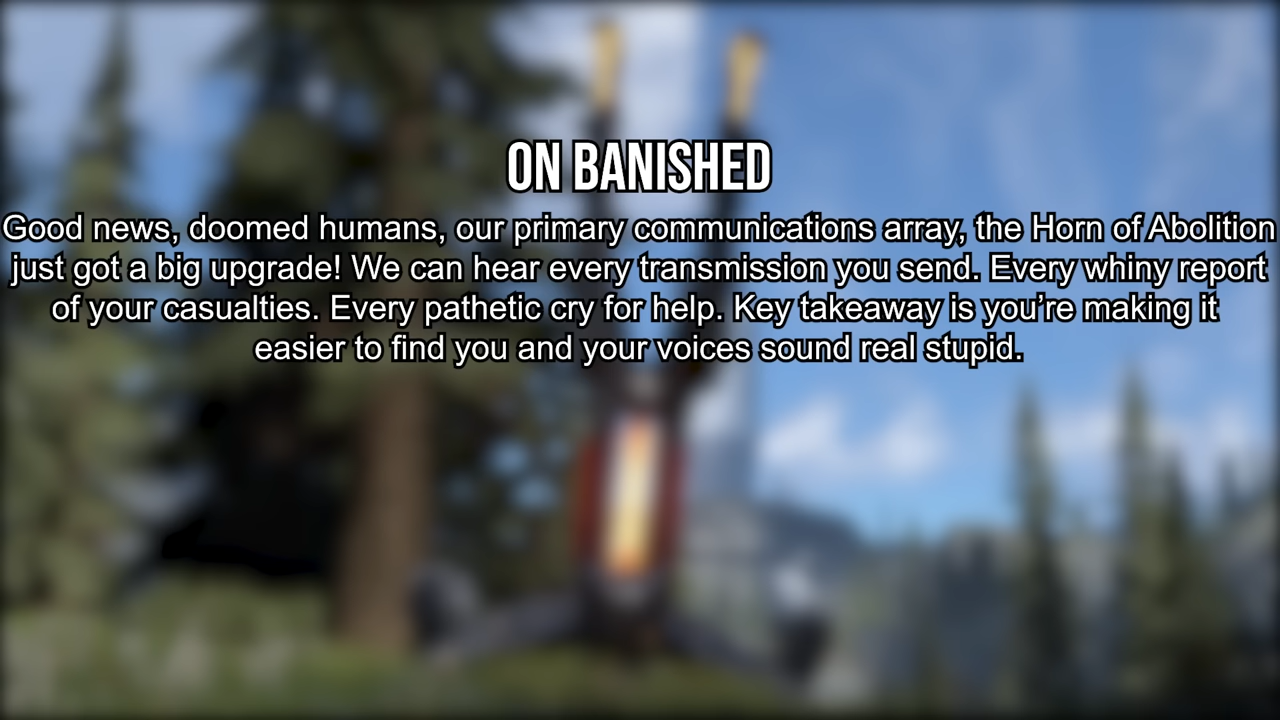 ON BANISHED
Good news, doomed humans, our primary communications array, the Horn of Abolition
just got a big upgrade! We can hear every transmission you send. Every whiny report
of your casualties. Every pathetic cry for help. Key takeaway is you’re making it
easier to find you and your voices sound real stupid.